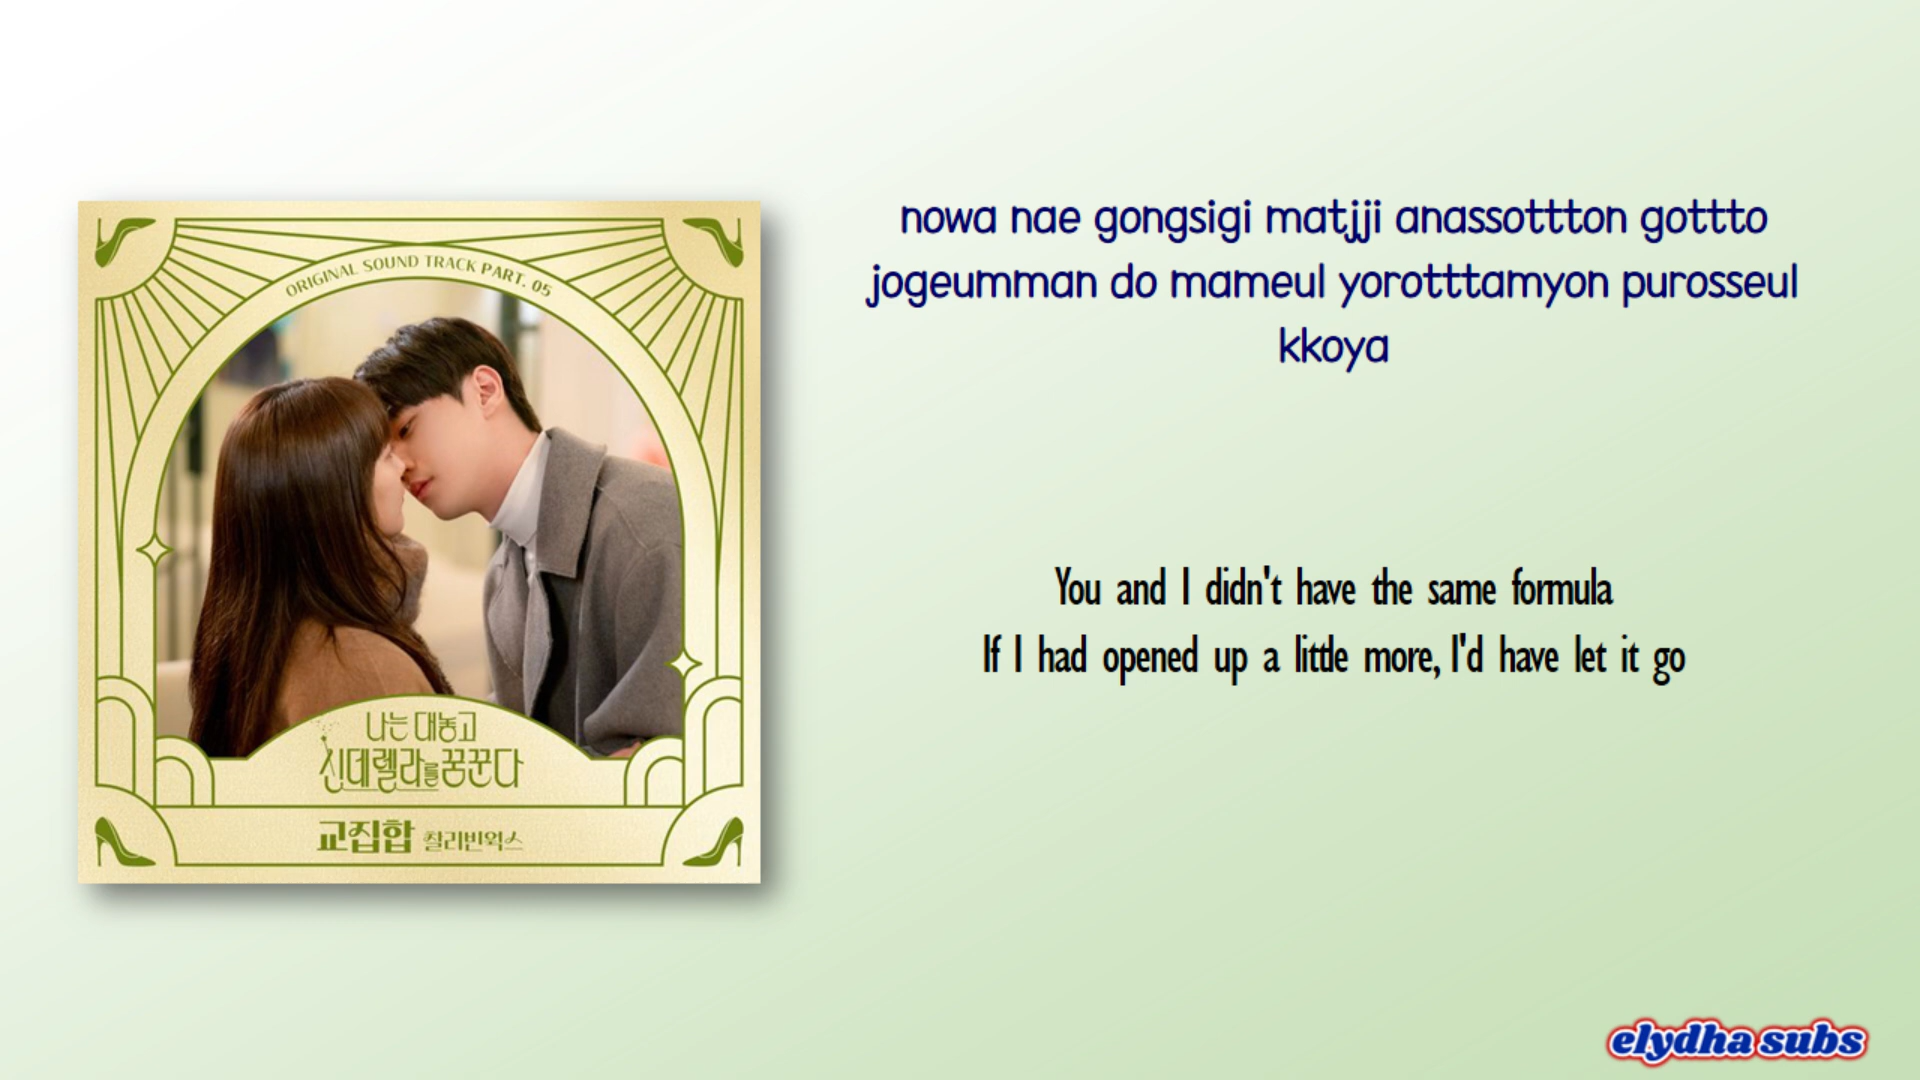 ORIGINAL SOUND TRACK PART. 05
나는 대놓고
신데렐라를 꿈꾼다
교집합 칠리빈웍스
nowa nae gongsigi matjji anassottton gottto
jogeumman do mameul yorotttamyon purosseul
kkoya
You and I didn't have the same formula
If I had opened up a little more, I'd have let it go
elydha subs